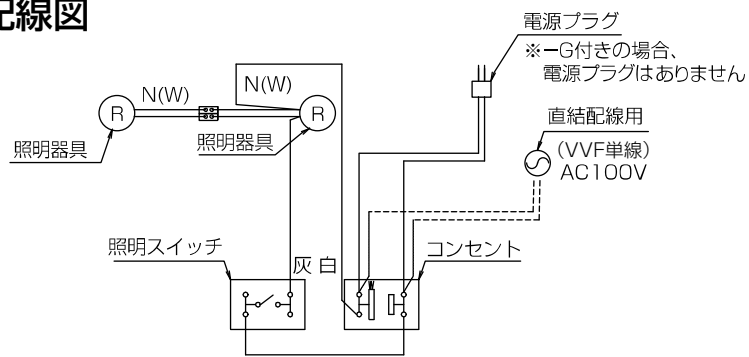 配線図
電源プラグ
※−G付きの場合、
電源プラグはありません
N(W)
N(W)
R
R
照明器具
照明器具
直結配線用
(VVF単線)
AC100V
照明スイッチ
灰 白
コンセント